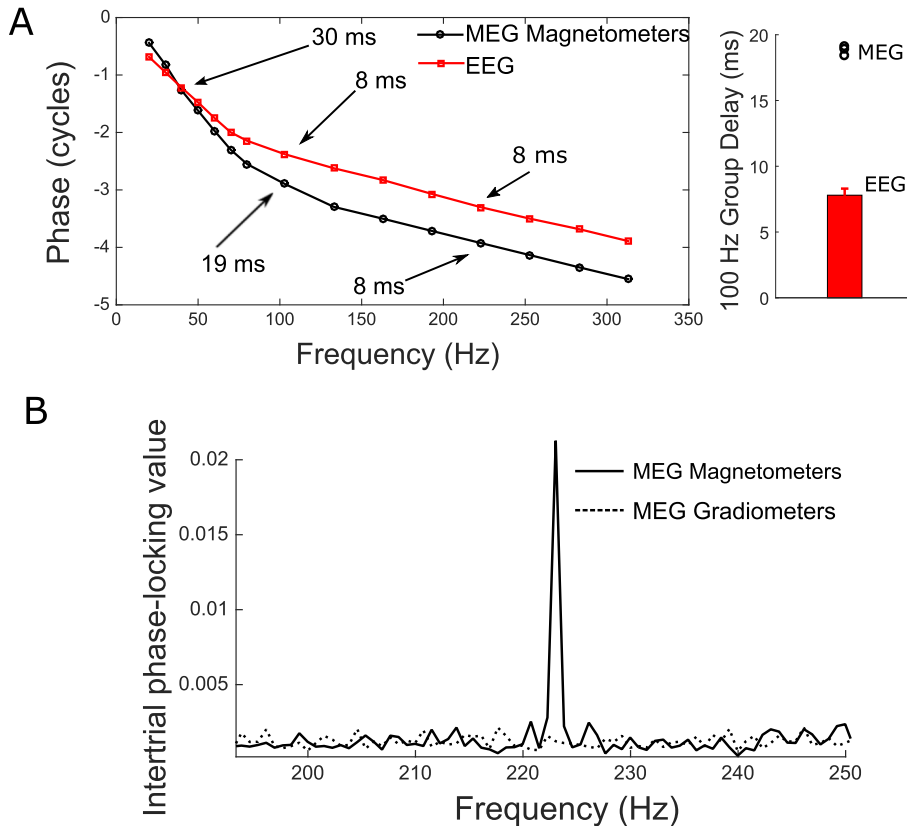 A
Phase (cycles)
0
-1
-2
-3
-4
-5
0
50
100
150
200
250
300
350
Frequency (Hz)
MEG Magnetometers
EEG
30 ms
8 ms
8 ms
19 ms
8 ms
100 Hz Group Delay (ms)
20
15
10
5
0
MEG
EEG
B
Intertrial phase-locking value
0.02
0.015
0.01
0.005
200
210
220
230
240
250
Frequency (Hz)
MEG Magnetometers
MEG Gradiometers